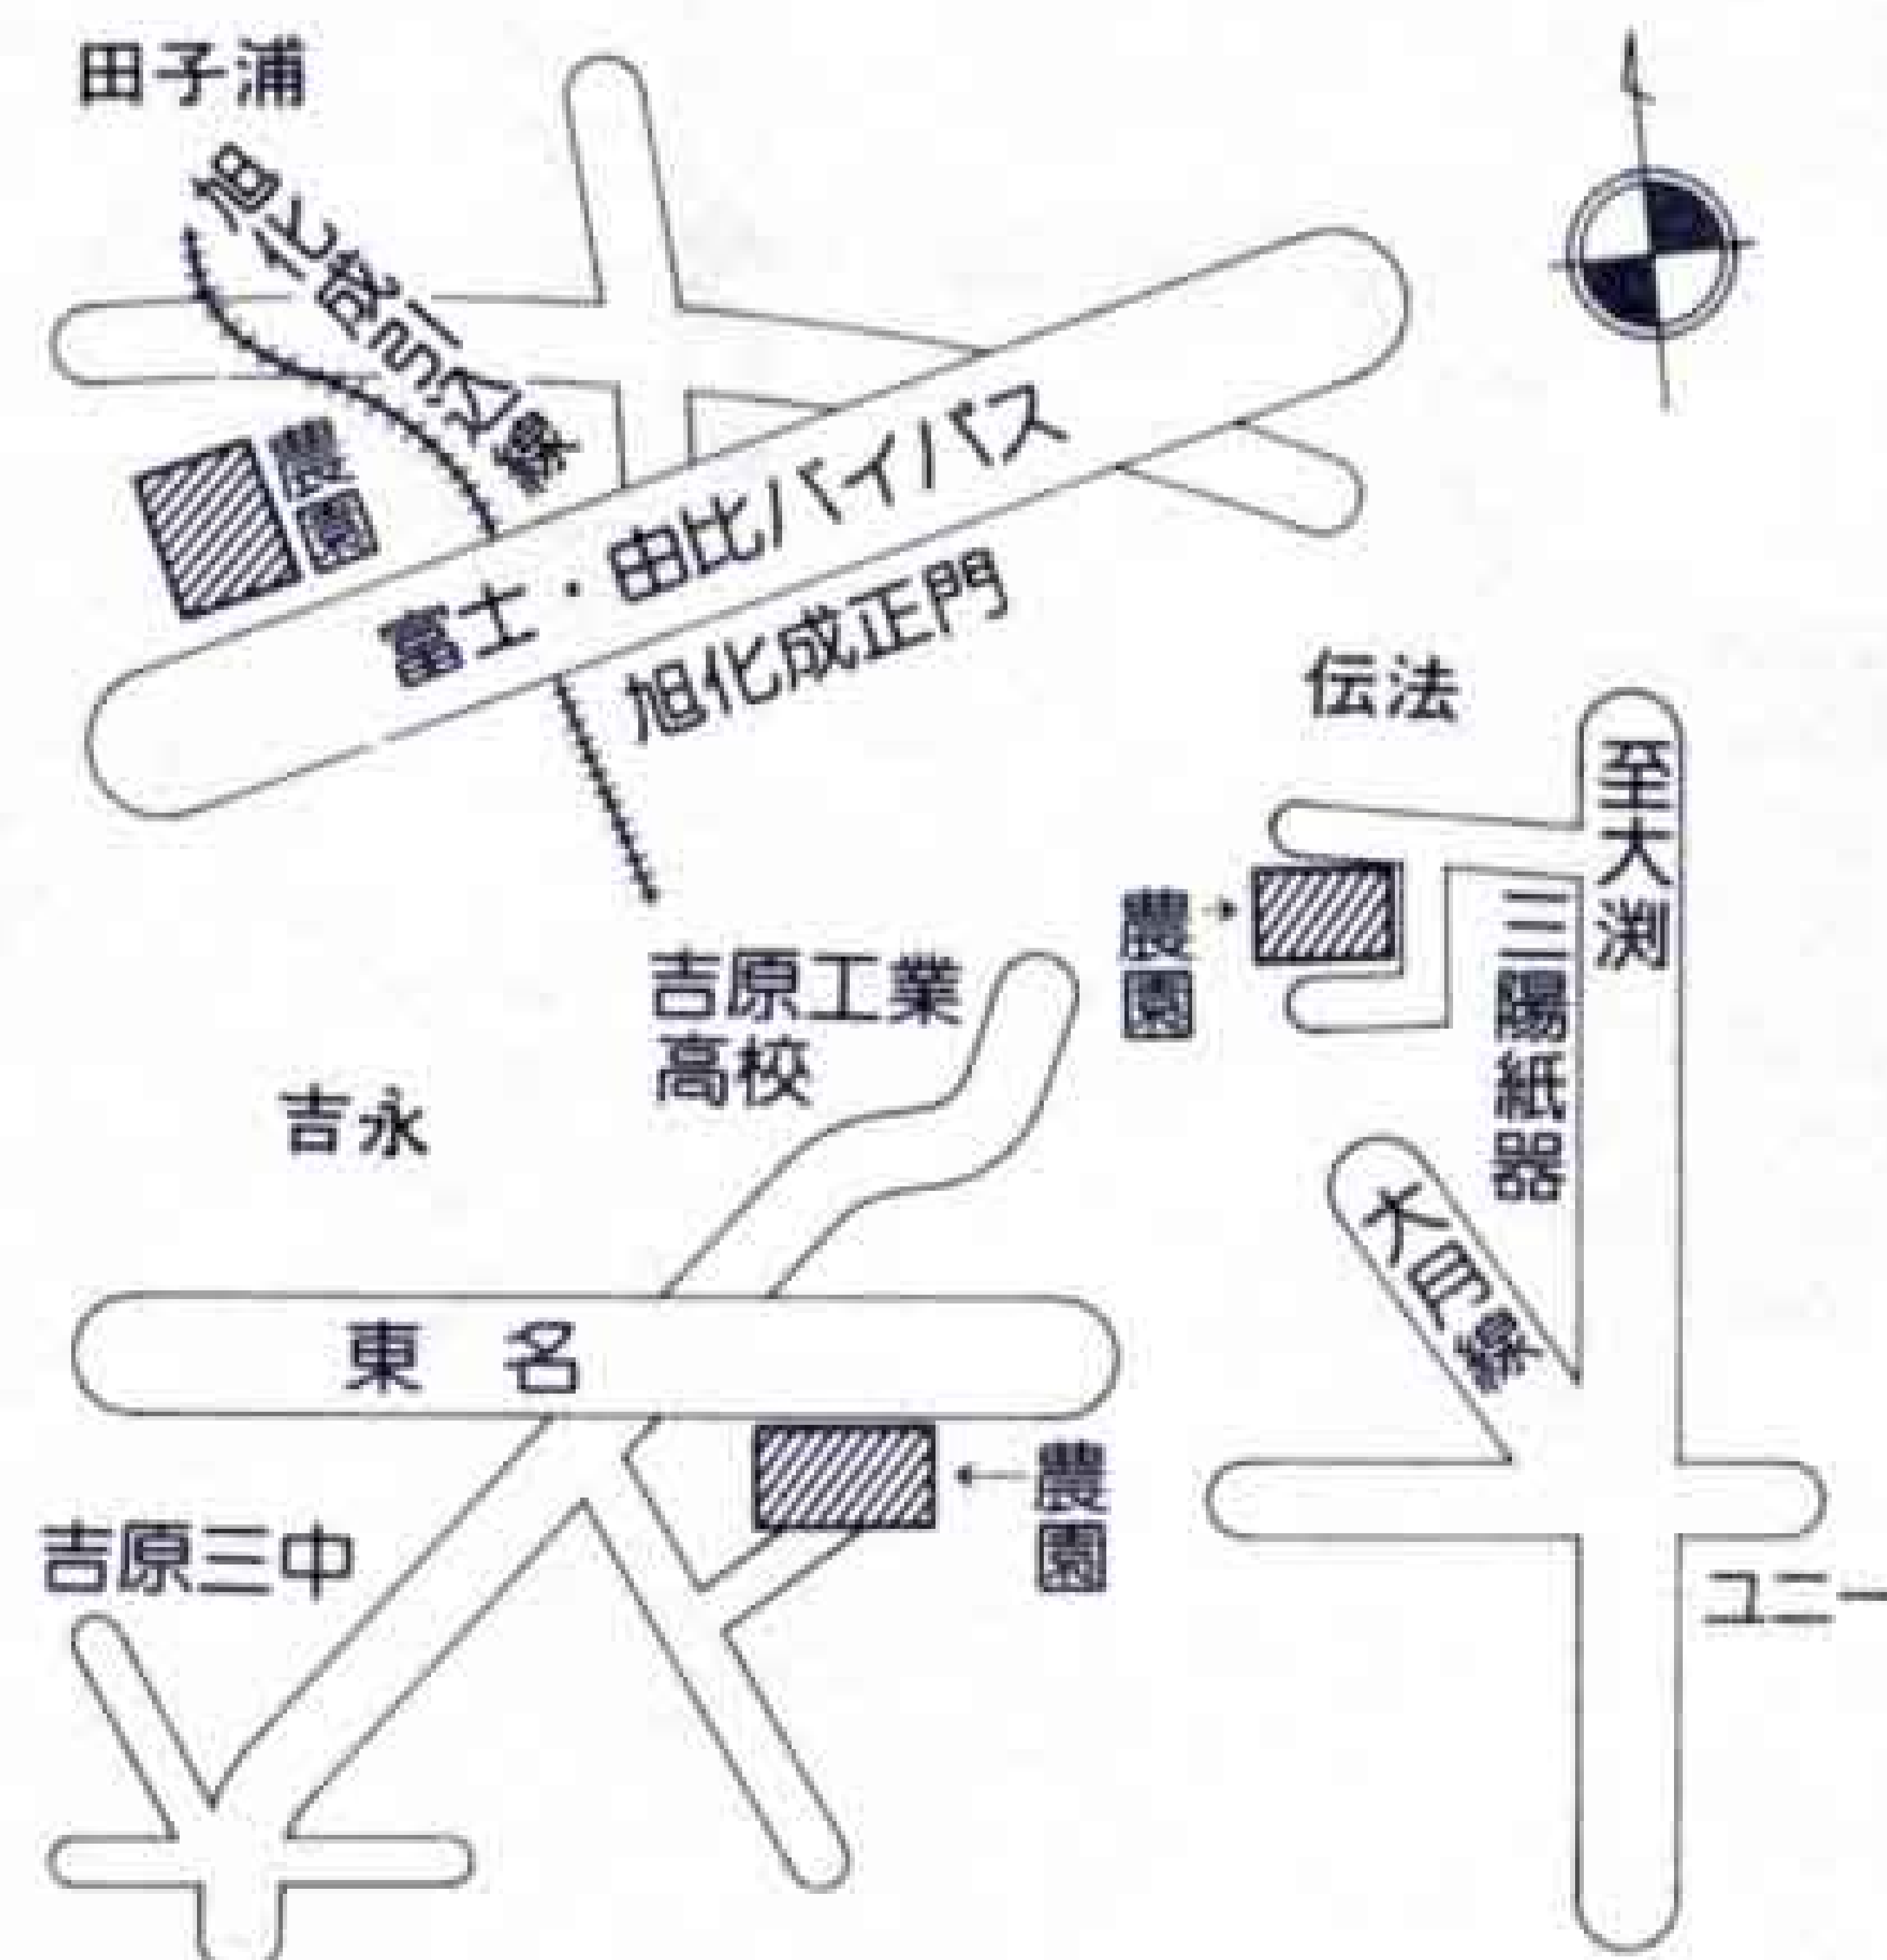 田子浦
旭化成引込線
農園
富士・由比バイパス
旭化成正門
伝法
至大渕
農園
三陽紙器
大月線
ユニー
吉原工業
高校
吉永
東名
農園
吉原三中